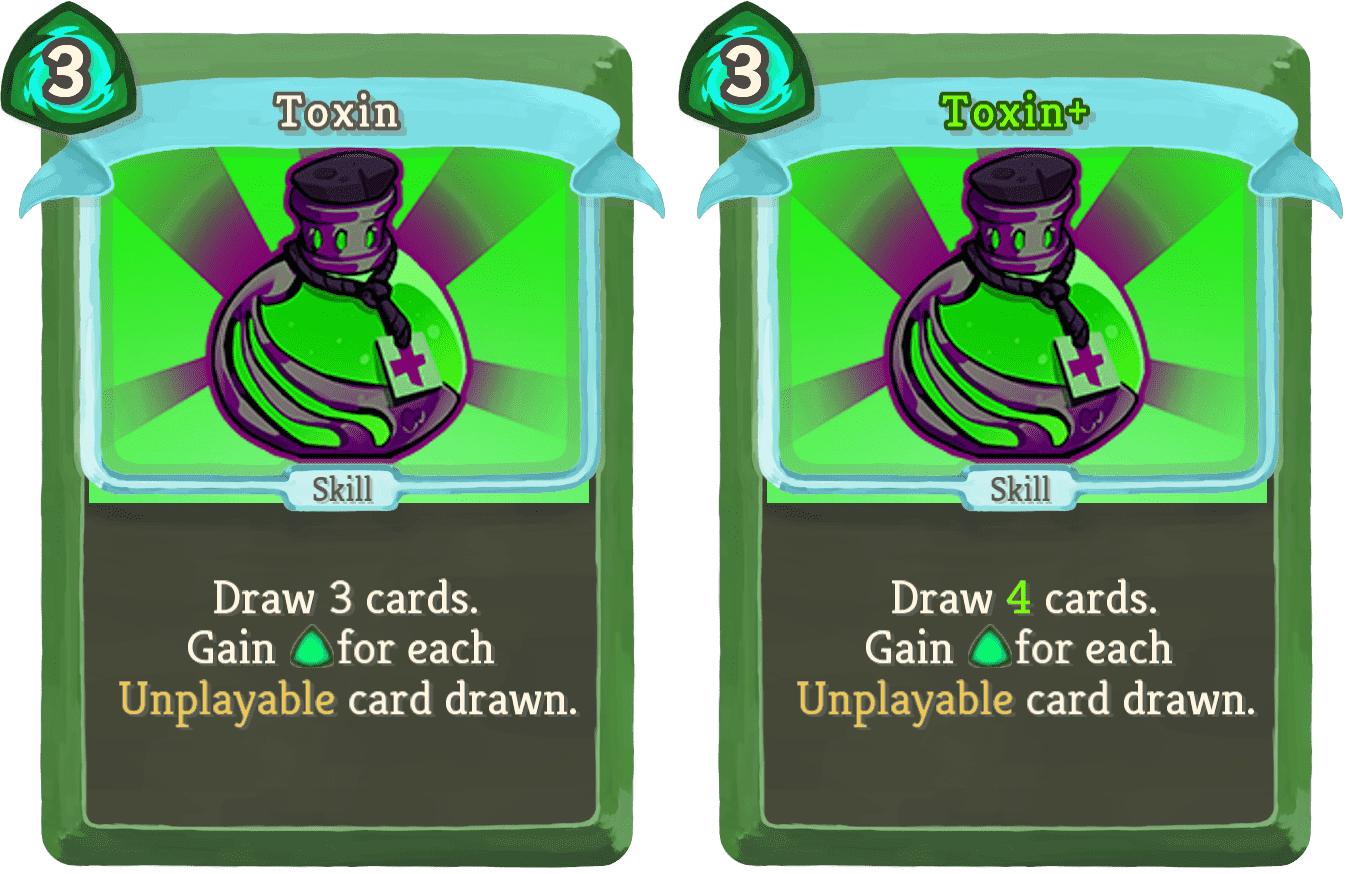 3
Toxin
Skill
Draw 3 cards.
Gain for each
Unplayable card drawn.
3
Toxin+
Skill
Draw 4 cards.
Gain for each
Unplayable card drawn.